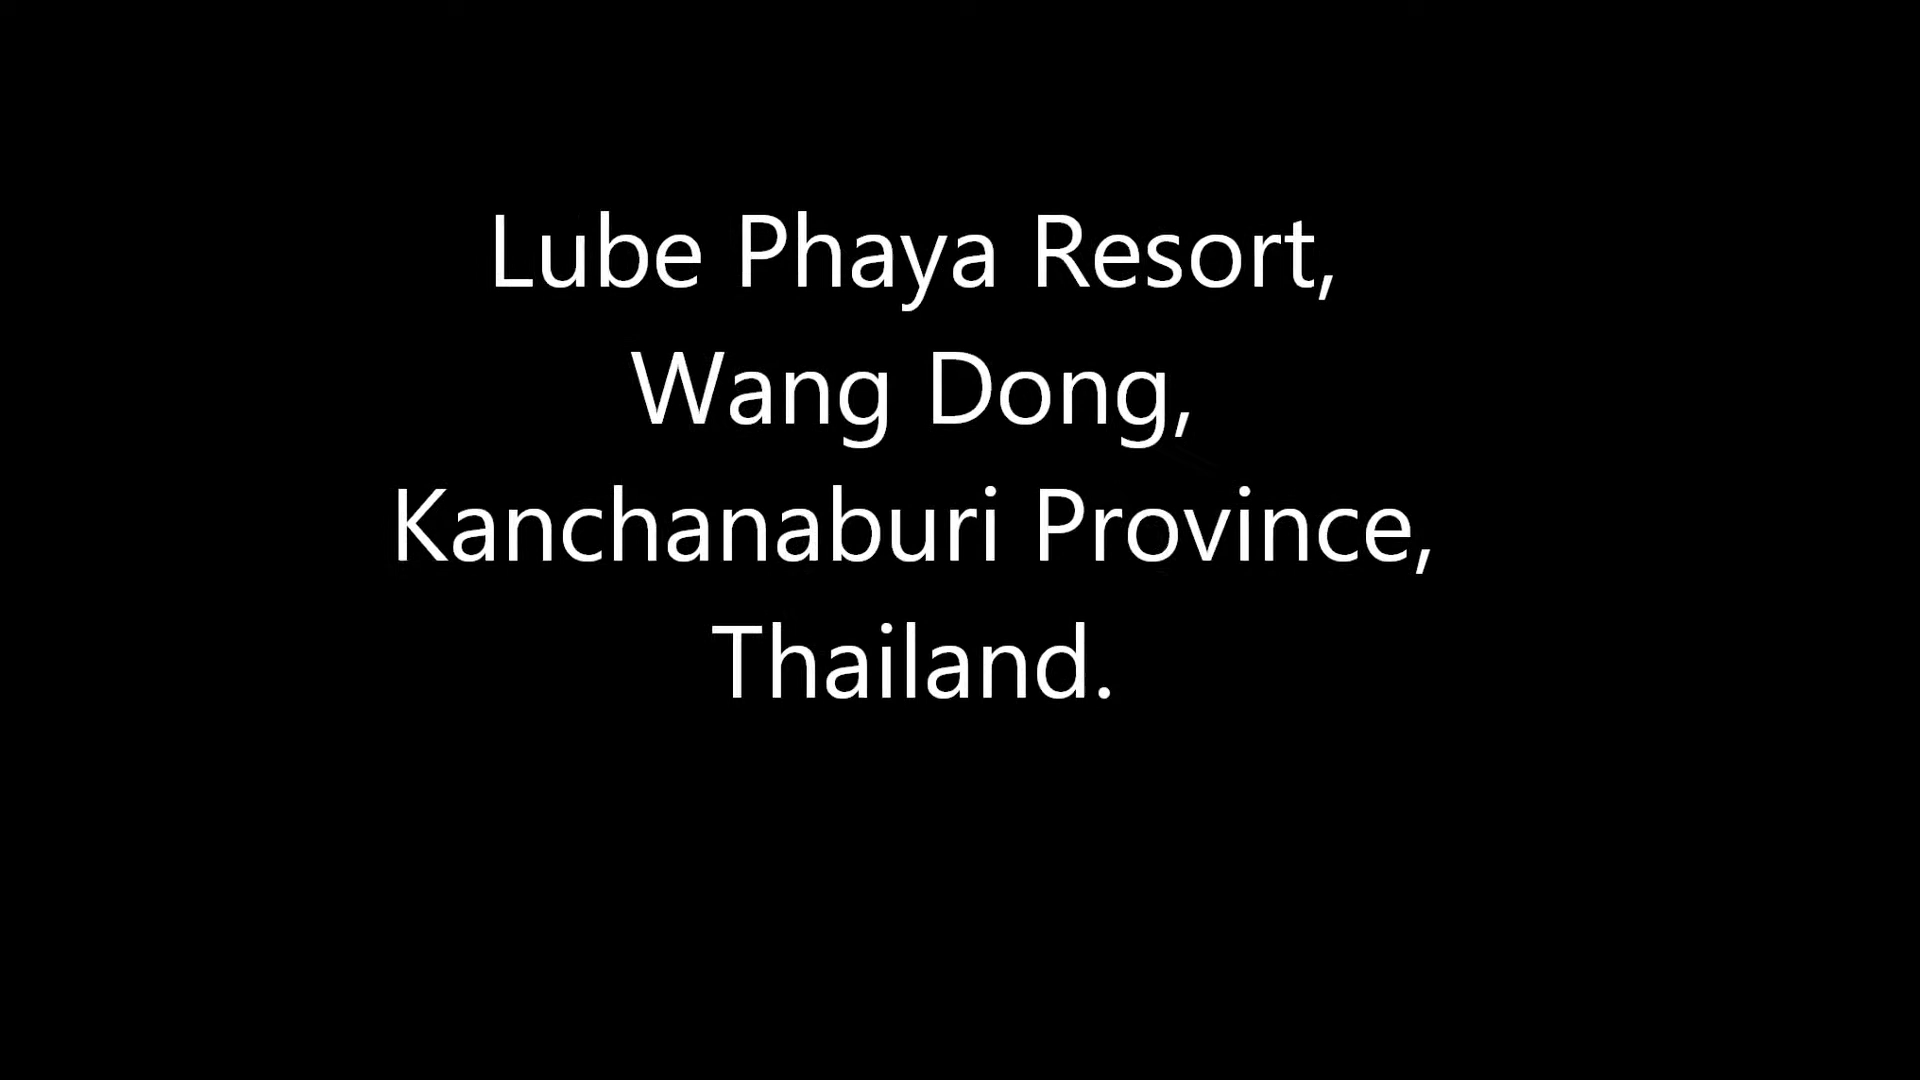 Lube Phaya Resort,
Wang Dong,
Kanchanaburi Province,
Thailand.